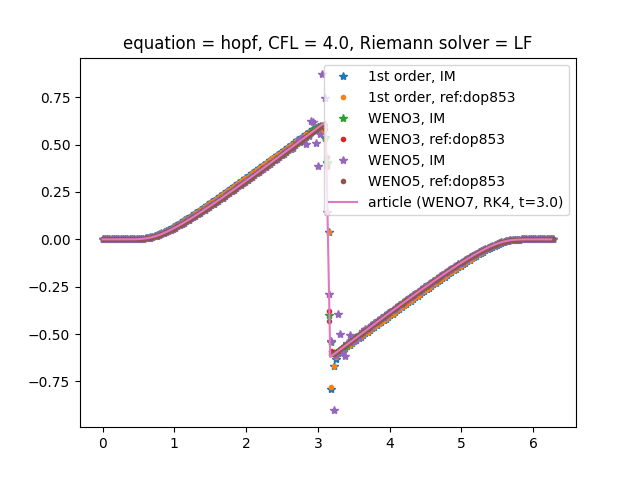 equation = hopf, CFL = 4.0, Riemann solver = LF
1st order, IM
1st order, ref:dop853
WENO3, IM
WENO3, ref:dop853
WENO5, IM
WENO5, ref:dop853
article (WENO7, RK4, t=3.0)
0.75
0.50
0.25
0.00
−0.25
−0.50
−0.75
0 1 2 3 4 5 6